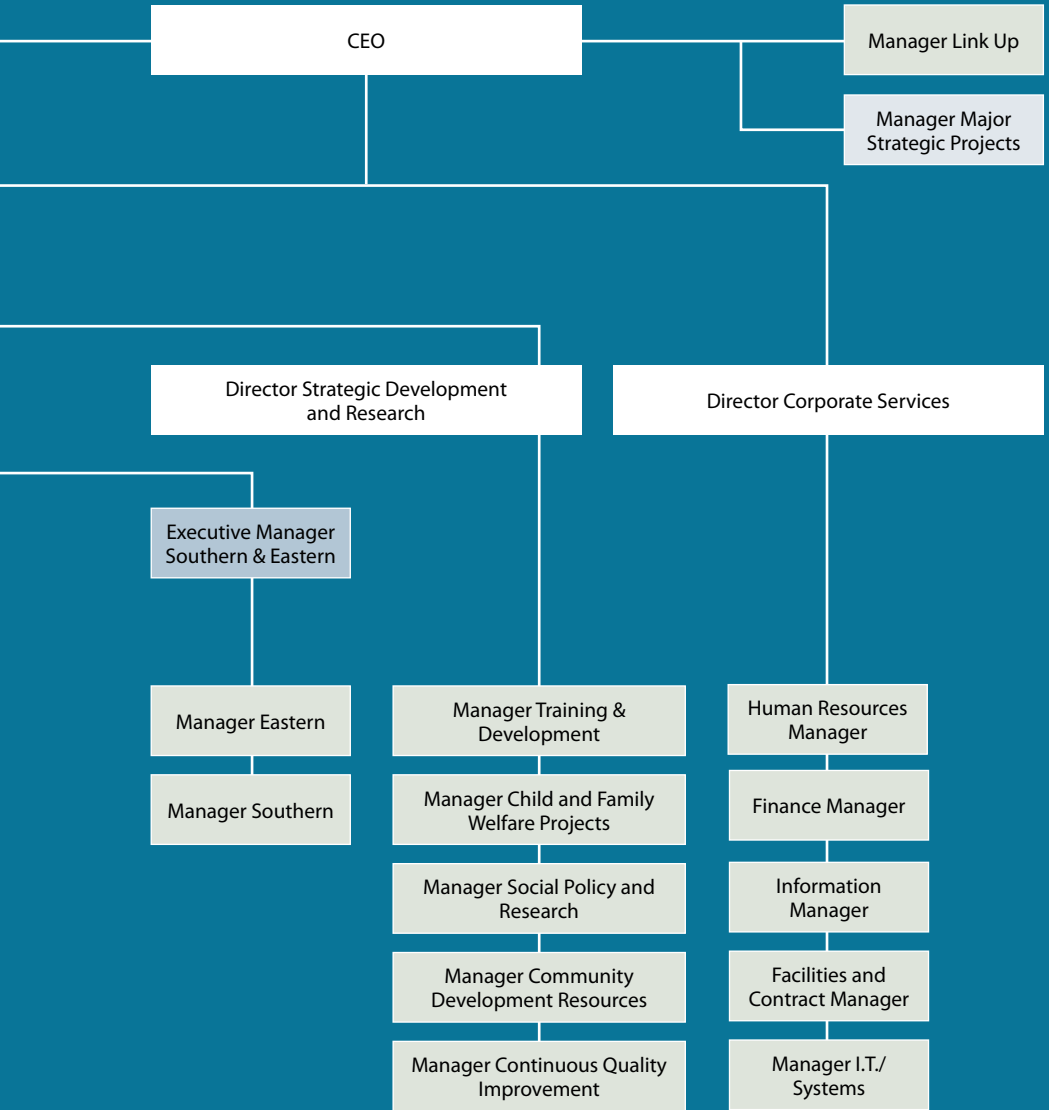 CEO
Manager Link Up
Manager Major
Strategic Projects
Director Strategic Development
and Research
Director Corporate Services
Executive Manager
Southern & Eastern
Manager Eastern
Manager Southern
Manager Training &
Development
Manager Child and Family
Welfare Projects
Manager Social Policy and
Research
Manager Community
Development Resources
Manager Continuous Quality
Improvement
Human Resources
Manager
Finance Manager
Information
Manager
Facilities and
Contract Manager
Manager I.T./
Systems